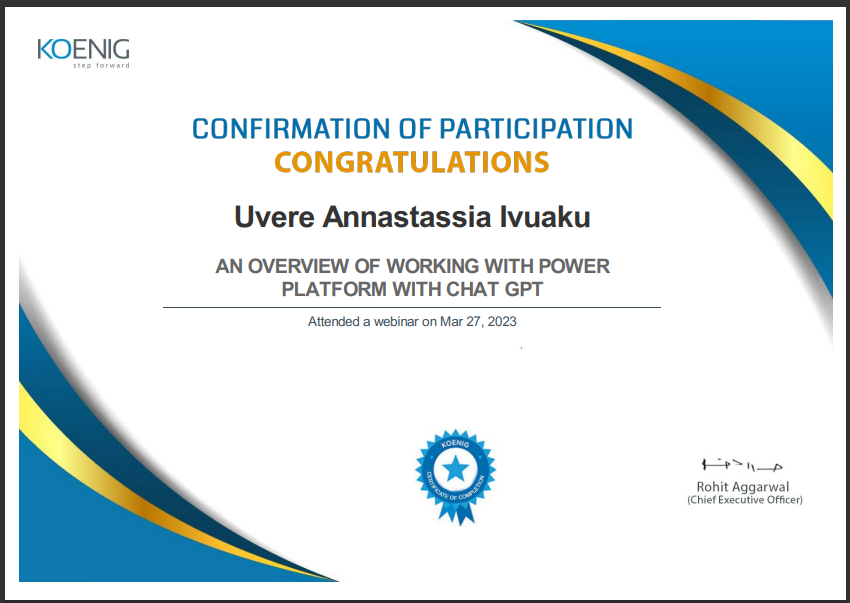 KOENIG
step forward
CONFIRMATION OF PARTICIPATION
CONGRATULATIONS
Uvere Annastassia Ivuaku
AN OVERVIEW OF WORKING WITH POWER
PLATFORM WITH CHAT GPT
Attended a webinar on Mar 27, 2023
KOENIG
CERTIFICATE OF COMPLETION
Rohit Aggarwal
(Chief Executive Officer)